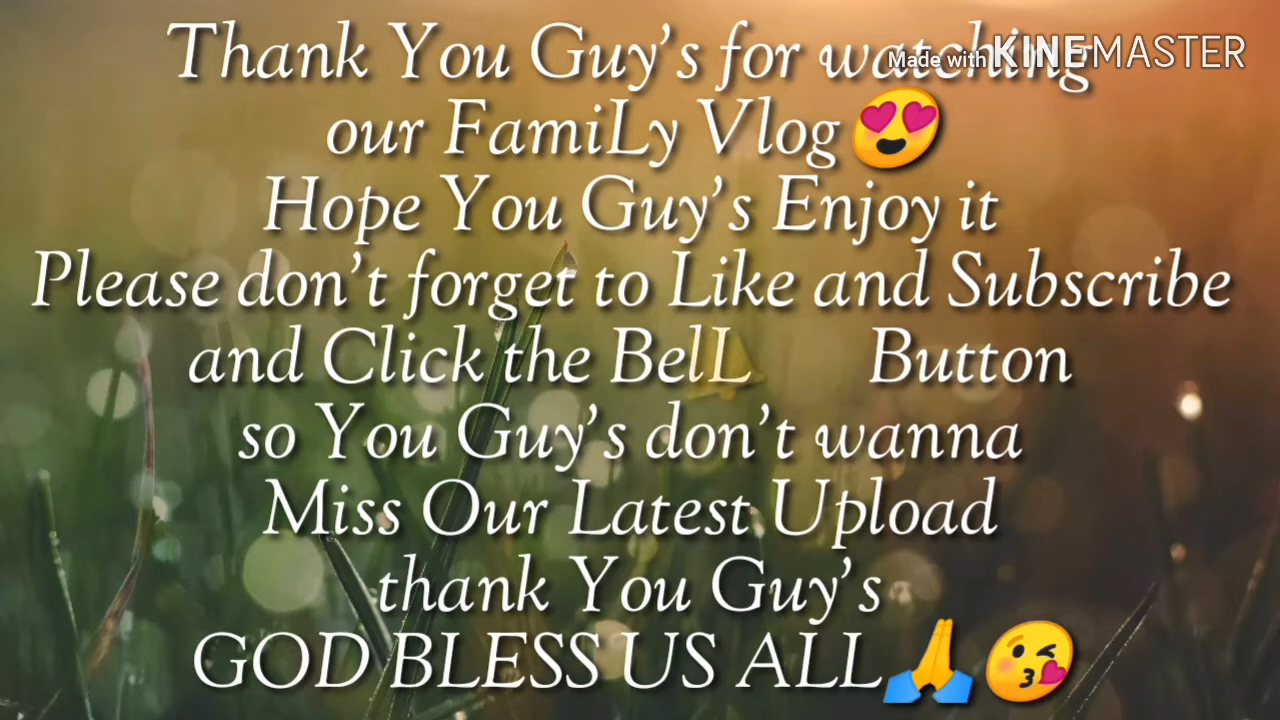 Thank You Guy's for watching
Made with KINEMASTER
our FamiLy Vlog😍
Hope You Guy's Enjoy it
Please don't forget to Like and Subscribe
and Click the BelL🔔 Button
so You Guy's don't wanna
Miss Our Latest Upload
thank You Guy's
GOD BLESS US ALL🙏😘